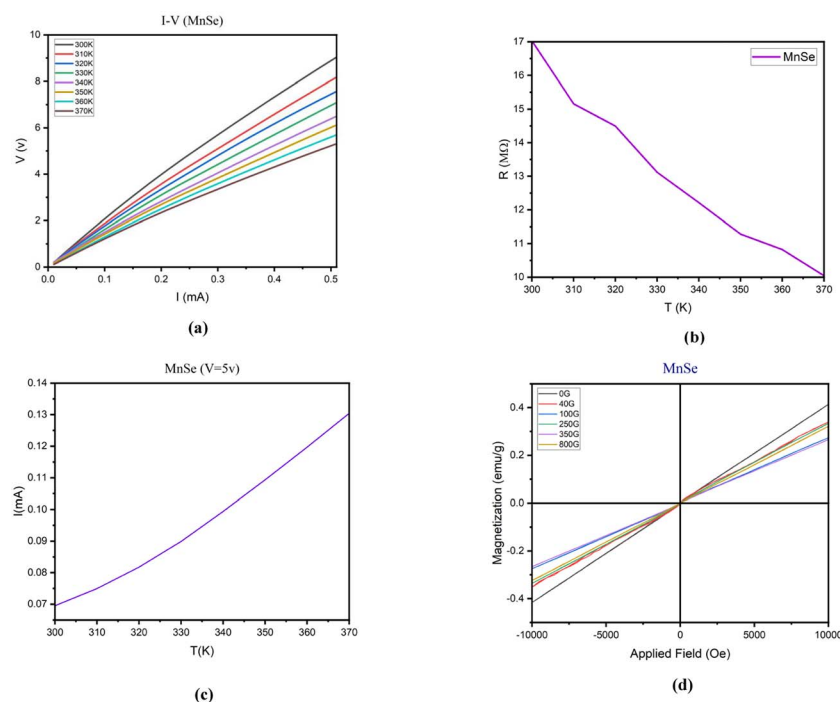 I-V (MnSe)
10
8
6
4
2
0
V (v)
300K
310K
320K
330K
340K
350K
360K
370K
0.0 0.1 0.2 0.3 0.4 0.5
I (mA)
(a)
17
16
15
14
13
12
11
10
R (MΩ)
MnSe
300 310 320 330 340 350 360 370
T (K)
(b)
MnSe (V=5v)
0.14
0.13
0.12
0.11
0.10
0.09
0.08
0.07
I(mA)
300 310 320 330 340 350 360 370
T(K)
(c)
MnSe
0.4
0.2
0.0
-0.2
-0.4
Magnetization (emu/g)
0G
40G
100G
250G
350G
800G
-10000 -5000 0 5000 10000
Applied Field (Oe)
(d)